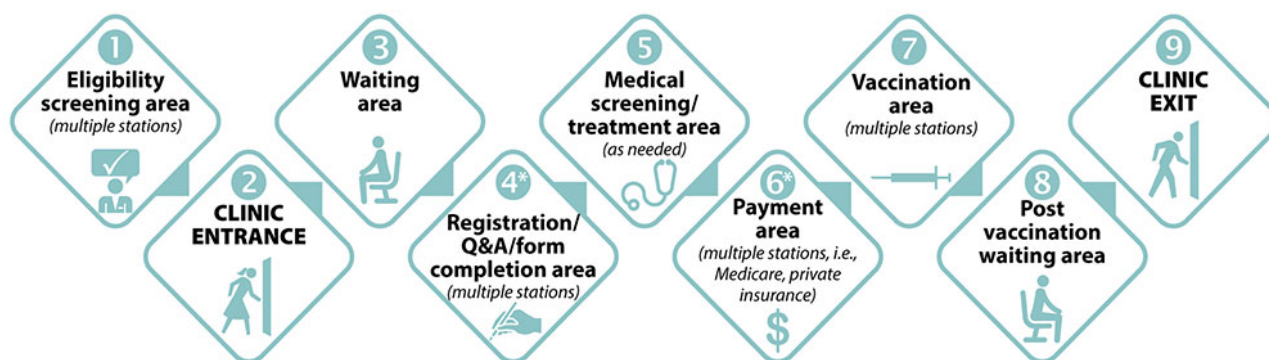 1
Eligibility
screening area
(multiple stations)
2
CLINIC
ENTRANCE
3
Waiting
area
4*
Registration/
Q&A/form
completion area
(multiple stations)
5
Medical
screening/
treatment area
(as needed)
6*
Payment
area
(multiple stations, i.e.,
Medicare, private
insurance)
$
7
Vaccination
area
(multiple stations)
8
Post
vaccination
waiting area
9
CLINIC
EXIT